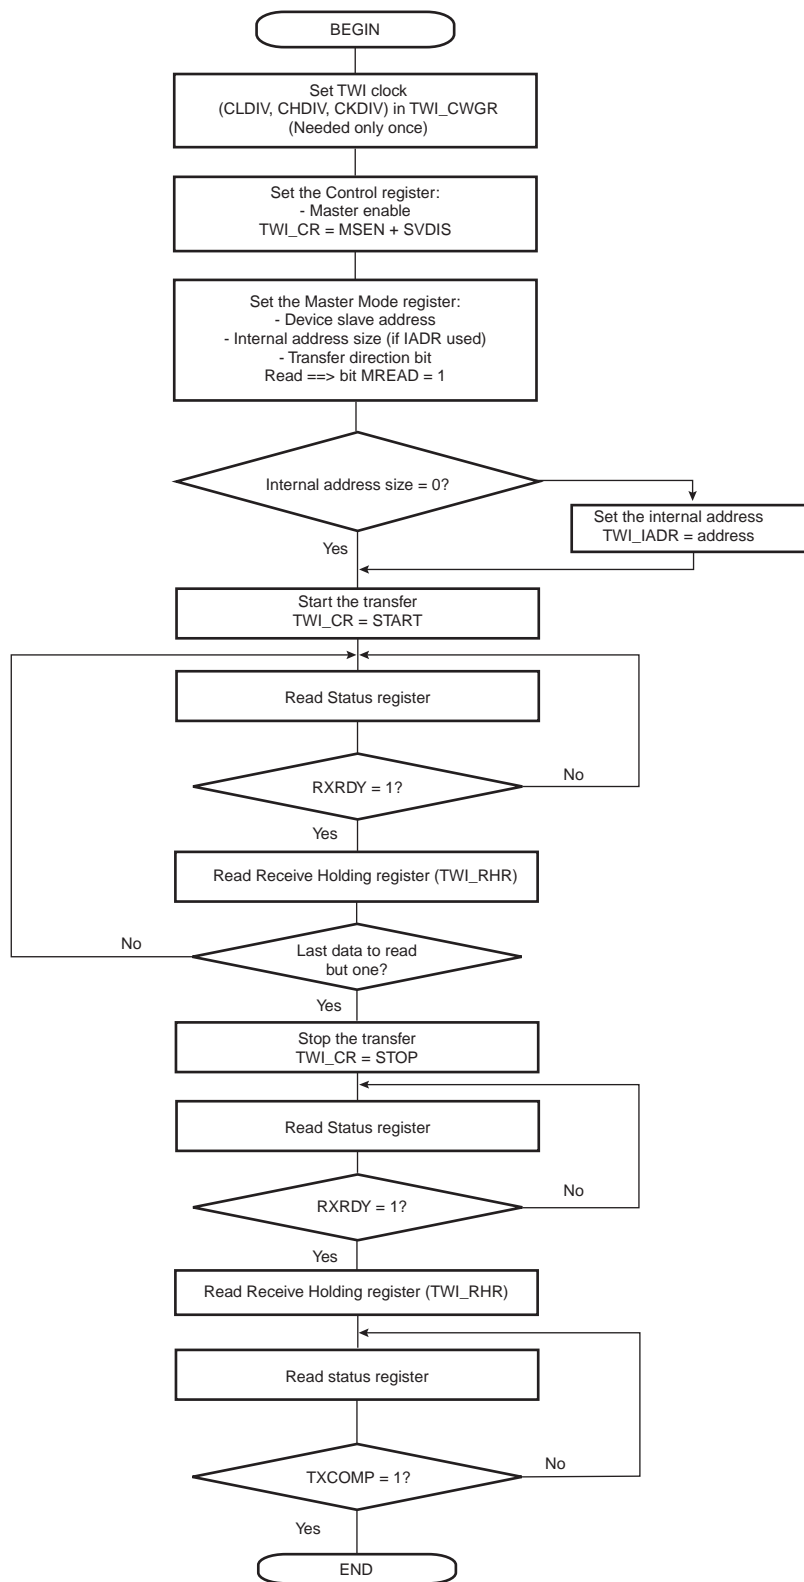 BEGIN
Set TWI clock
(CLDIV, CHDIV, CKDIV) in TWI_CWGR
(Needed only once)
Set the Control register:
- Master enable
TWI_CR = MSEN + SVDIS
Set the Master Mode register:
- Device slave address
- Internal address size (if IADR used)
- Transfer direction bit
Read ==> bit MREAD = 1
Internal address size = 0?
Set the internal address
TWI_IADR = address
Yes
Start the transfer
TWI_CR = START
Read Status register
RXRDY = 1?
No
Yes
Read Receive Holding register (TWI_RHR)
No
Last data to read
but one?
Yes
Stop the transfer
TWI_CR = STOP
Read Status register
RXRDY = 1?
No
Yes
Read Receive Holding register (TWI_RHR)
Read status register
TXCOMP = 1?
No
Yes
END